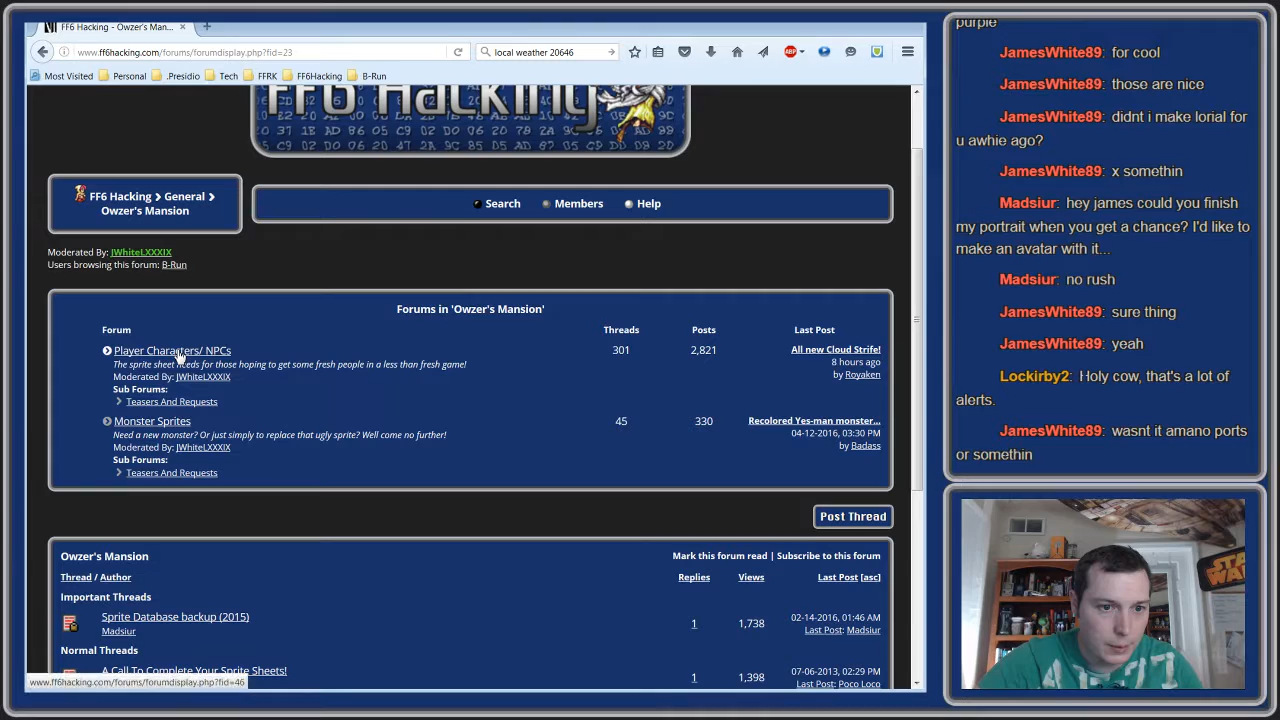 FF6 Hacking - Owzer's Man...
www.ff6hacking.com/forums/forumdisplay.php?fid=23
local weather 20646
ABP
Most Visited
Personal
.Presidio
Tech
FFRK
FF6Hacking
B-Run
FF6 Hacking
FF6 Hacking > General >
Owzer's Mansion
Search
Members
Help
Moderated By: JWhiteLXXXIX
Users browsing this forum: B-Run
Forums in 'Owzer's Mansion'
Forum
Threads
Posts
Last Post
Player Characters/ NPCs
The sprite sheet needs for those hoping to get some fresh people in a less than fresh game!
Moderated By: JWhiteLXXXIX
Sub Forums:
Teasers And Requests
301
2,821
All new Cloud Strife!
8 hours ago
by Royaken
Monster Sprites
Need a new monster? Or just simply to replace that ugly sprite? Well come no further!
Moderated By: JWhiteLXXXIX
Sub Forums:
Teasers And Requests
45
330
Recolored Yes-man monster...
04-12-2016, 03:30 PM
by Badass
Post Thread
Owzer's Mansion
Mark this forum read | Subscribe to this forum
Thread / Author
Replies
Views
Last Post [asc]
Important Threads
Sprite Database backup (2015)
Madsiur
1
1,738
02-14-2016, 01:46 AM
Last Post: Madsiur
Normal Threads
A Call To Complete Your Sprite Sheets!
1
1,398
07-06-2013, 02:29 PM
Last Post: Poco Loco
www.ff6hacking.com/forums/forumdisplay.php?fid=46
purple
JamesWhite89: for cool
JamesWhite89: those are nice
JamesWhite89: didnt i make lorial for
u awhie ago?
JamesWhite89: x somethin
Madsiur: hey james could you finish
my portrait when you get a chance? I'd like to
make an avatar with it...
Madsiur: no rush
JamesWhite89: sure thing
JamesWhite89: yeah
Lockirby2: Holy cow, that's a lot of
alerts.
JamesWhite89: wasnt it amano ports
or somethin